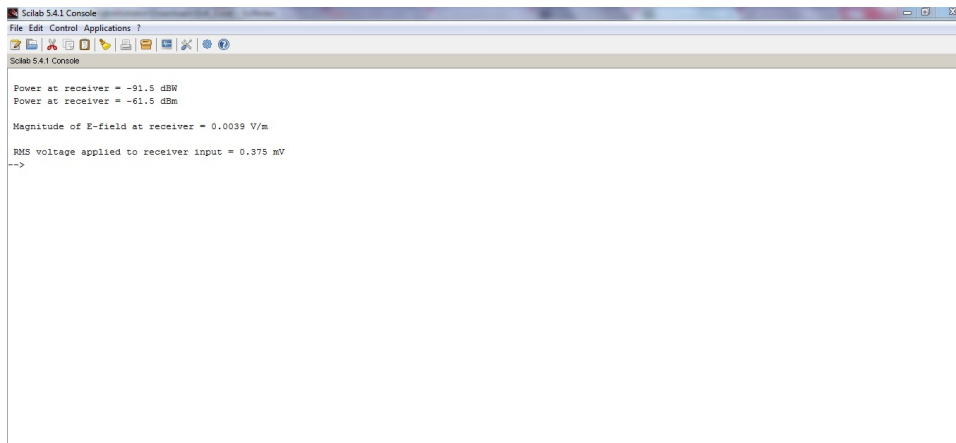 Scilab 5.4.1 Console
File Edit Control Applications ?
Scilab 5.4.1 Console
Power at receiver = -91.5 dBW
Power at receiver = -61.5 dBm
Magnitude of E-field at receiver = 0.0039 V/m
RMS voltage applied to receiver input = 0.375 mV
-->